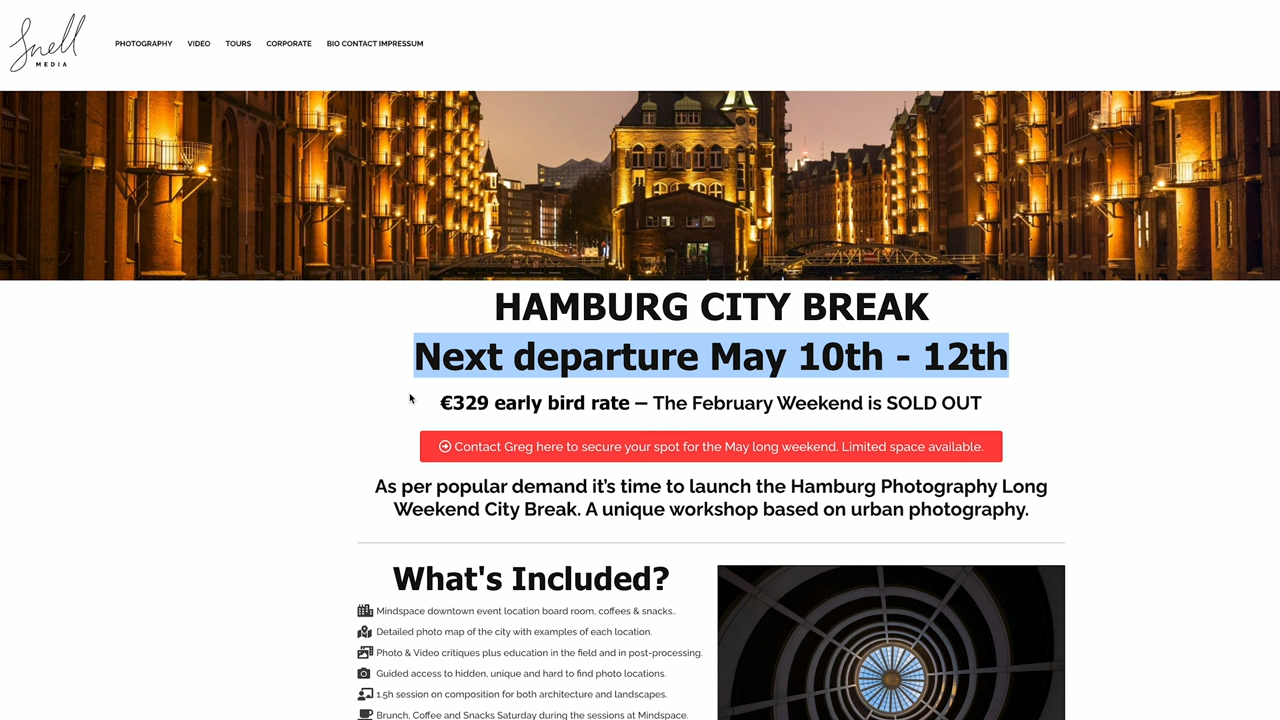 Snell
MEDIA
PHOTOGRAPHY VIDEO TOURS CORPORATE BIO CONTACT IMPRESSUM
HAMBURG CITY BREAK
Next departure May 10th - 12th
€329 early bird rate – The February Weekend is SOLD OUT
Contact Greg here to secure your spot for the May long weekend. Limited space available.
As per popular demand it’s time to launch the Hamburg Photography Long
Weekend City Break. A unique workshop based on urban photography.
What's Included?
Mindspace downtown event location board room, coffees & snacks..
Detailed photo map of the city with examples of each location.
Photo & Video critiques plus education in the field and in post-processing.
Guided access to hidden, unique and hard to find photo locations.
1.5h session on composition for both architecture and landscapes.
Brunch, Coffee and Snacks Saturday during the sessions at Mindspace.